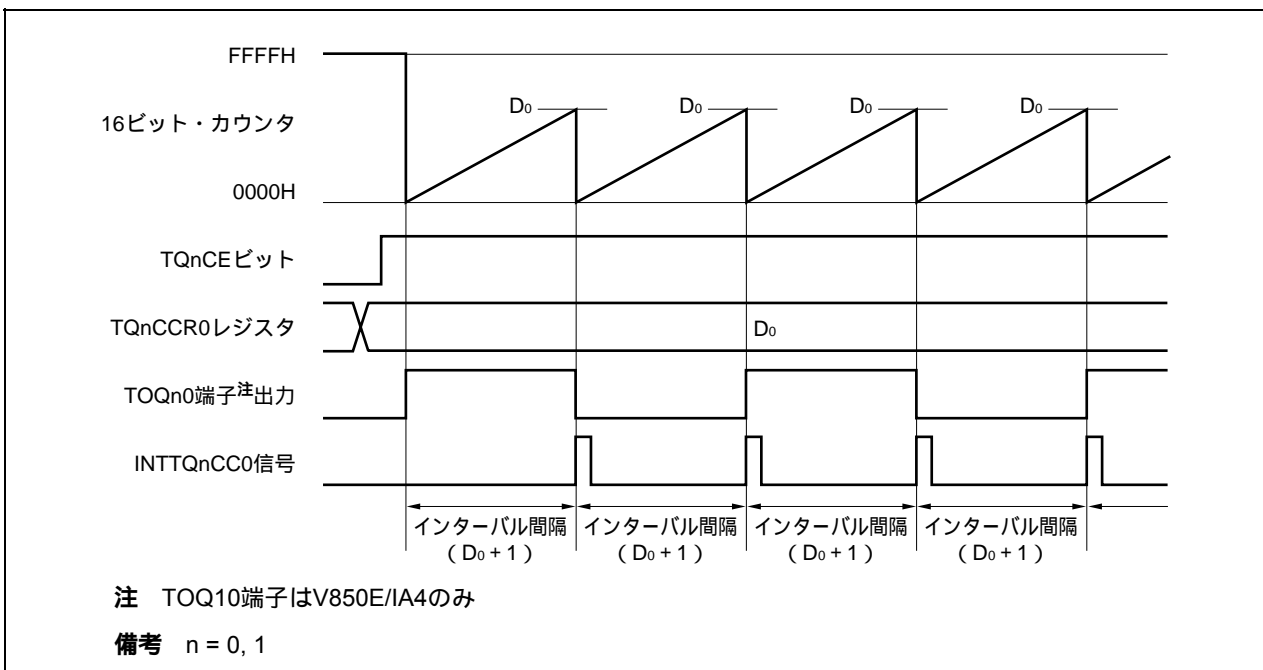 FFFFH
D0 D0 D0 D0
16ビット・カウンタ
0000H
TQnCEビット
TQnCCR0レジスタ D0
TOQn0端子注出力
INTTQnCC0信号
インターバル間隔 インターバル間隔 インターバル間隔 インターバル間隔
（D0 + 1） （D0 + 1） （D0 + 1） （D0 + 1）
注 TOQ10端子はV850E/IA4のみ
備考 n = 0, 1